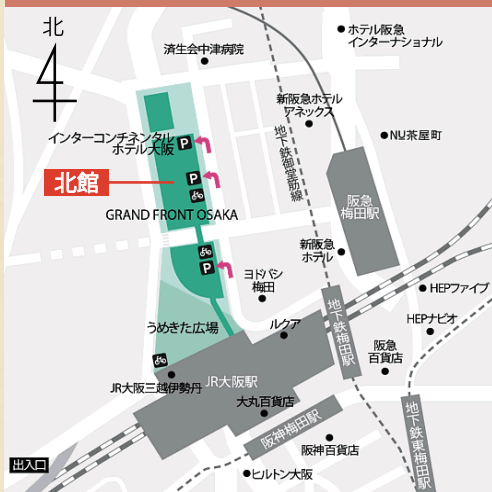 北
ホテル阪急
インターナショナル
済生会中津病院
新阪急ホテル
アネックス
NU茶屋町
地下鉄御堂筋線
インターコンチネンタル
ホテル大阪
P
P
北館
阪急
梅田駅
GRAND FRONT OSAKA
新阪急
ホテル
P
ヨドバシ
梅田
HEPファイブ
地下鉄梅田駅
HEPナビオ
うめきた広場
ルクア
阪急
百貨店
JR大阪三越伊勢丹
JR大阪駅
大丸百貨店
地下鉄東梅田駅
阪神梅田駅
阪神百貨店
出入口
ヒルトン大阪